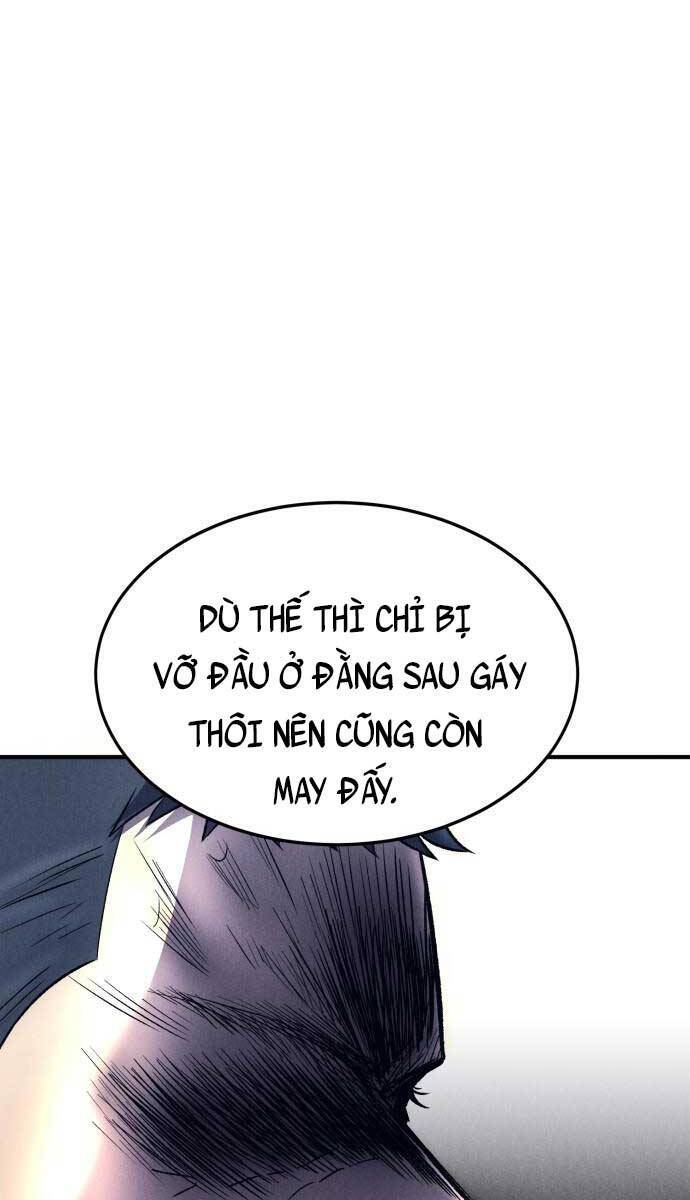 DÙ THẾ THÌ CHỈ BỊ
VỠ ĐẦU Ở ĐẰNG SAU GÁY
THÔI NÊN CŨNG CÒN
MAY ĐẤY.